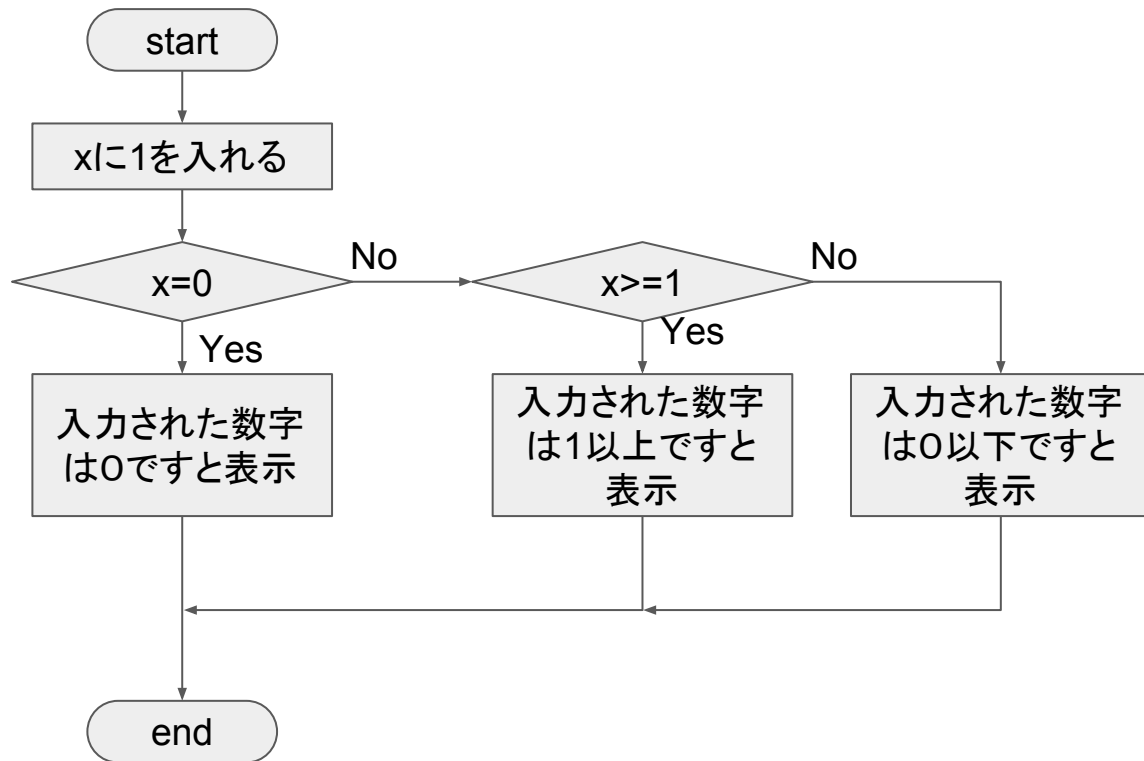 start
xに1を入れる
x=0
No
x>=1
No
Yes
Yes
入力された数字
は0ですと表示
入力された数字
は1以上ですと
表示
入力された数字
は0以下ですと
表示
end